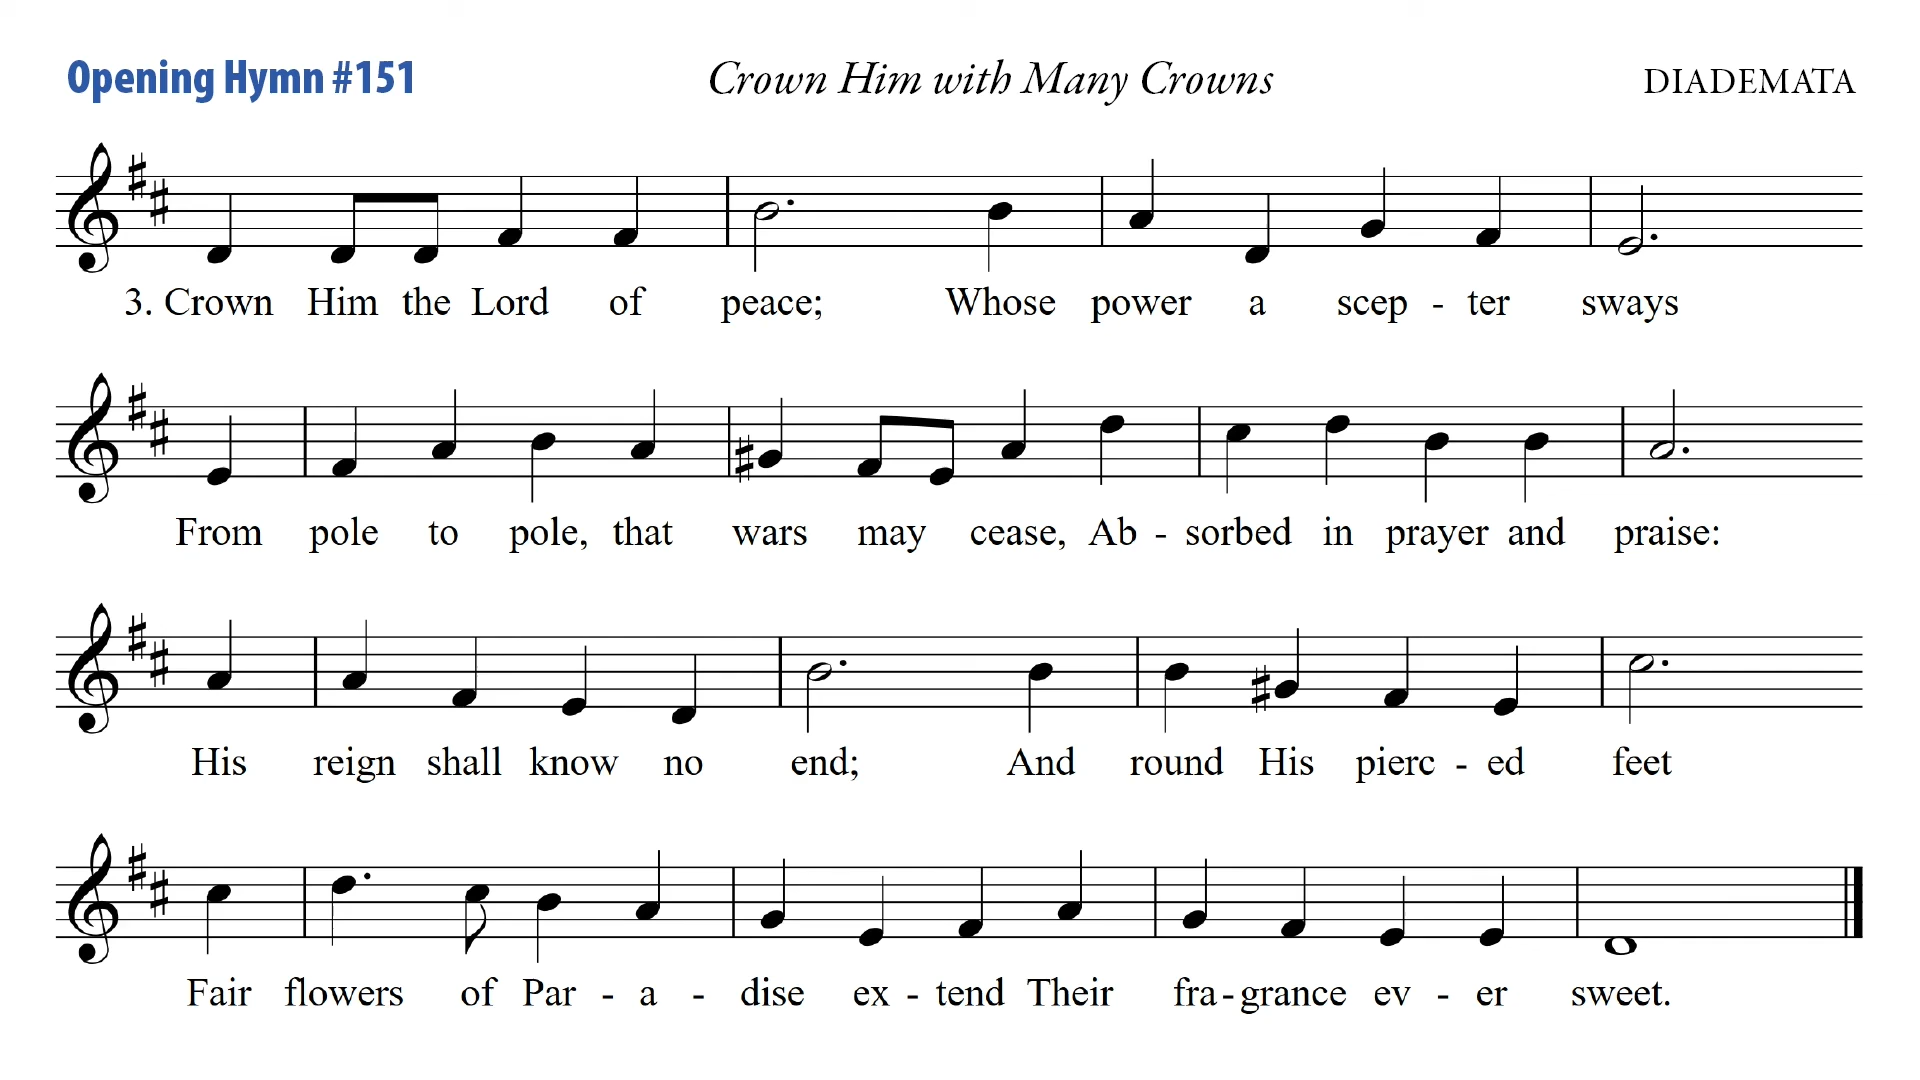 Opening Hymn #151 Crown Him with Many Crowns DIADEMATA
3. Crown Him the Lord of peace; Whose power a scep - ter sways
From pole to pole, that wars may cease, Ab - sorbed in prayer and praise:
His reign shall know no end; And round His pierc - ed feet
Fair flowers of Par - a - dise ex - tend Their fra - grance ev - er sweet.